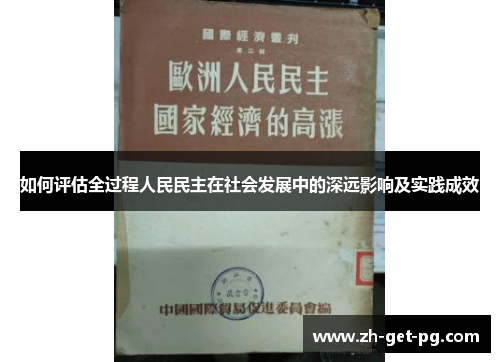 國際經濟叢刊
第二輯
歐洲人民民主
國家經濟的高漲
如何评估全过程人民民主在社会发展中的深远影响及实践成效
中國國際貿易促進委員會編
www.zh-get-pg.com